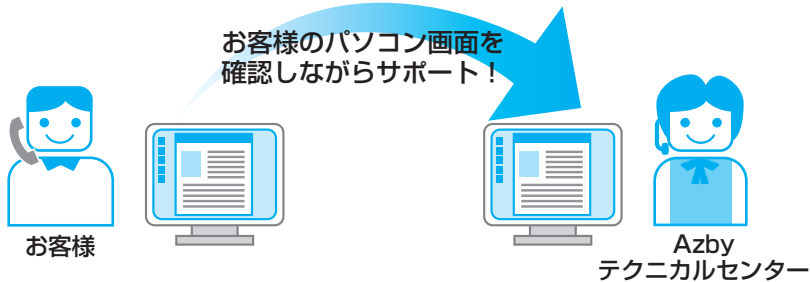 お客様のパソコン画面を
確認しながらサポート！
お客様
Azby
テクニカルセンター